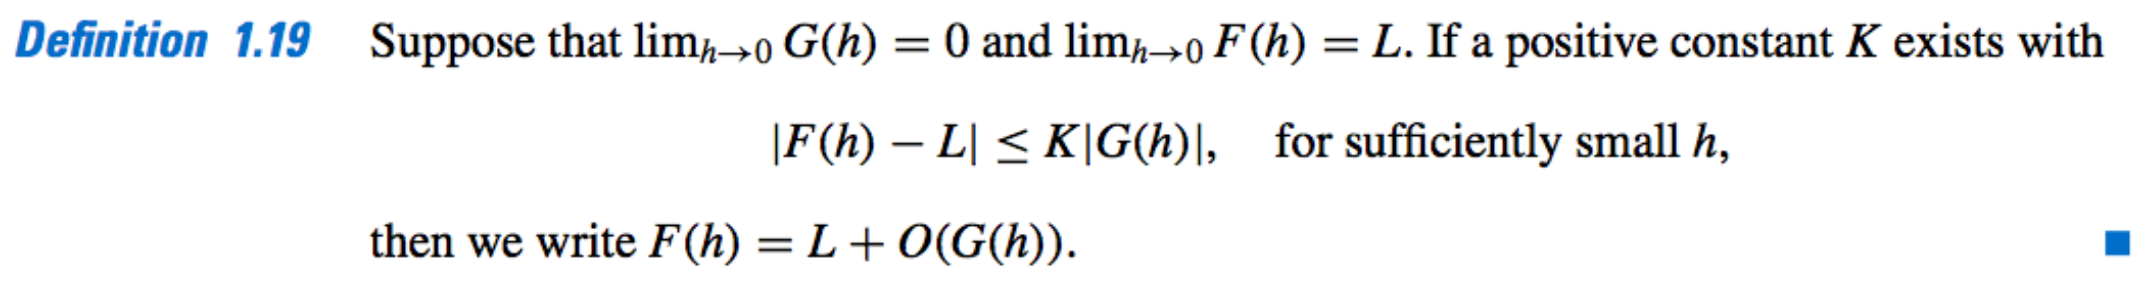 Definition 1.19 Suppose that lim_{h→0} G(h) = 0 and lim_{h→0} F(h) = L. If a positive constant K exists with
|F(h) − L| ≤ K|G(h)|, for sufficiently small h,
then we write F(h) = L + O(G(h)). ■